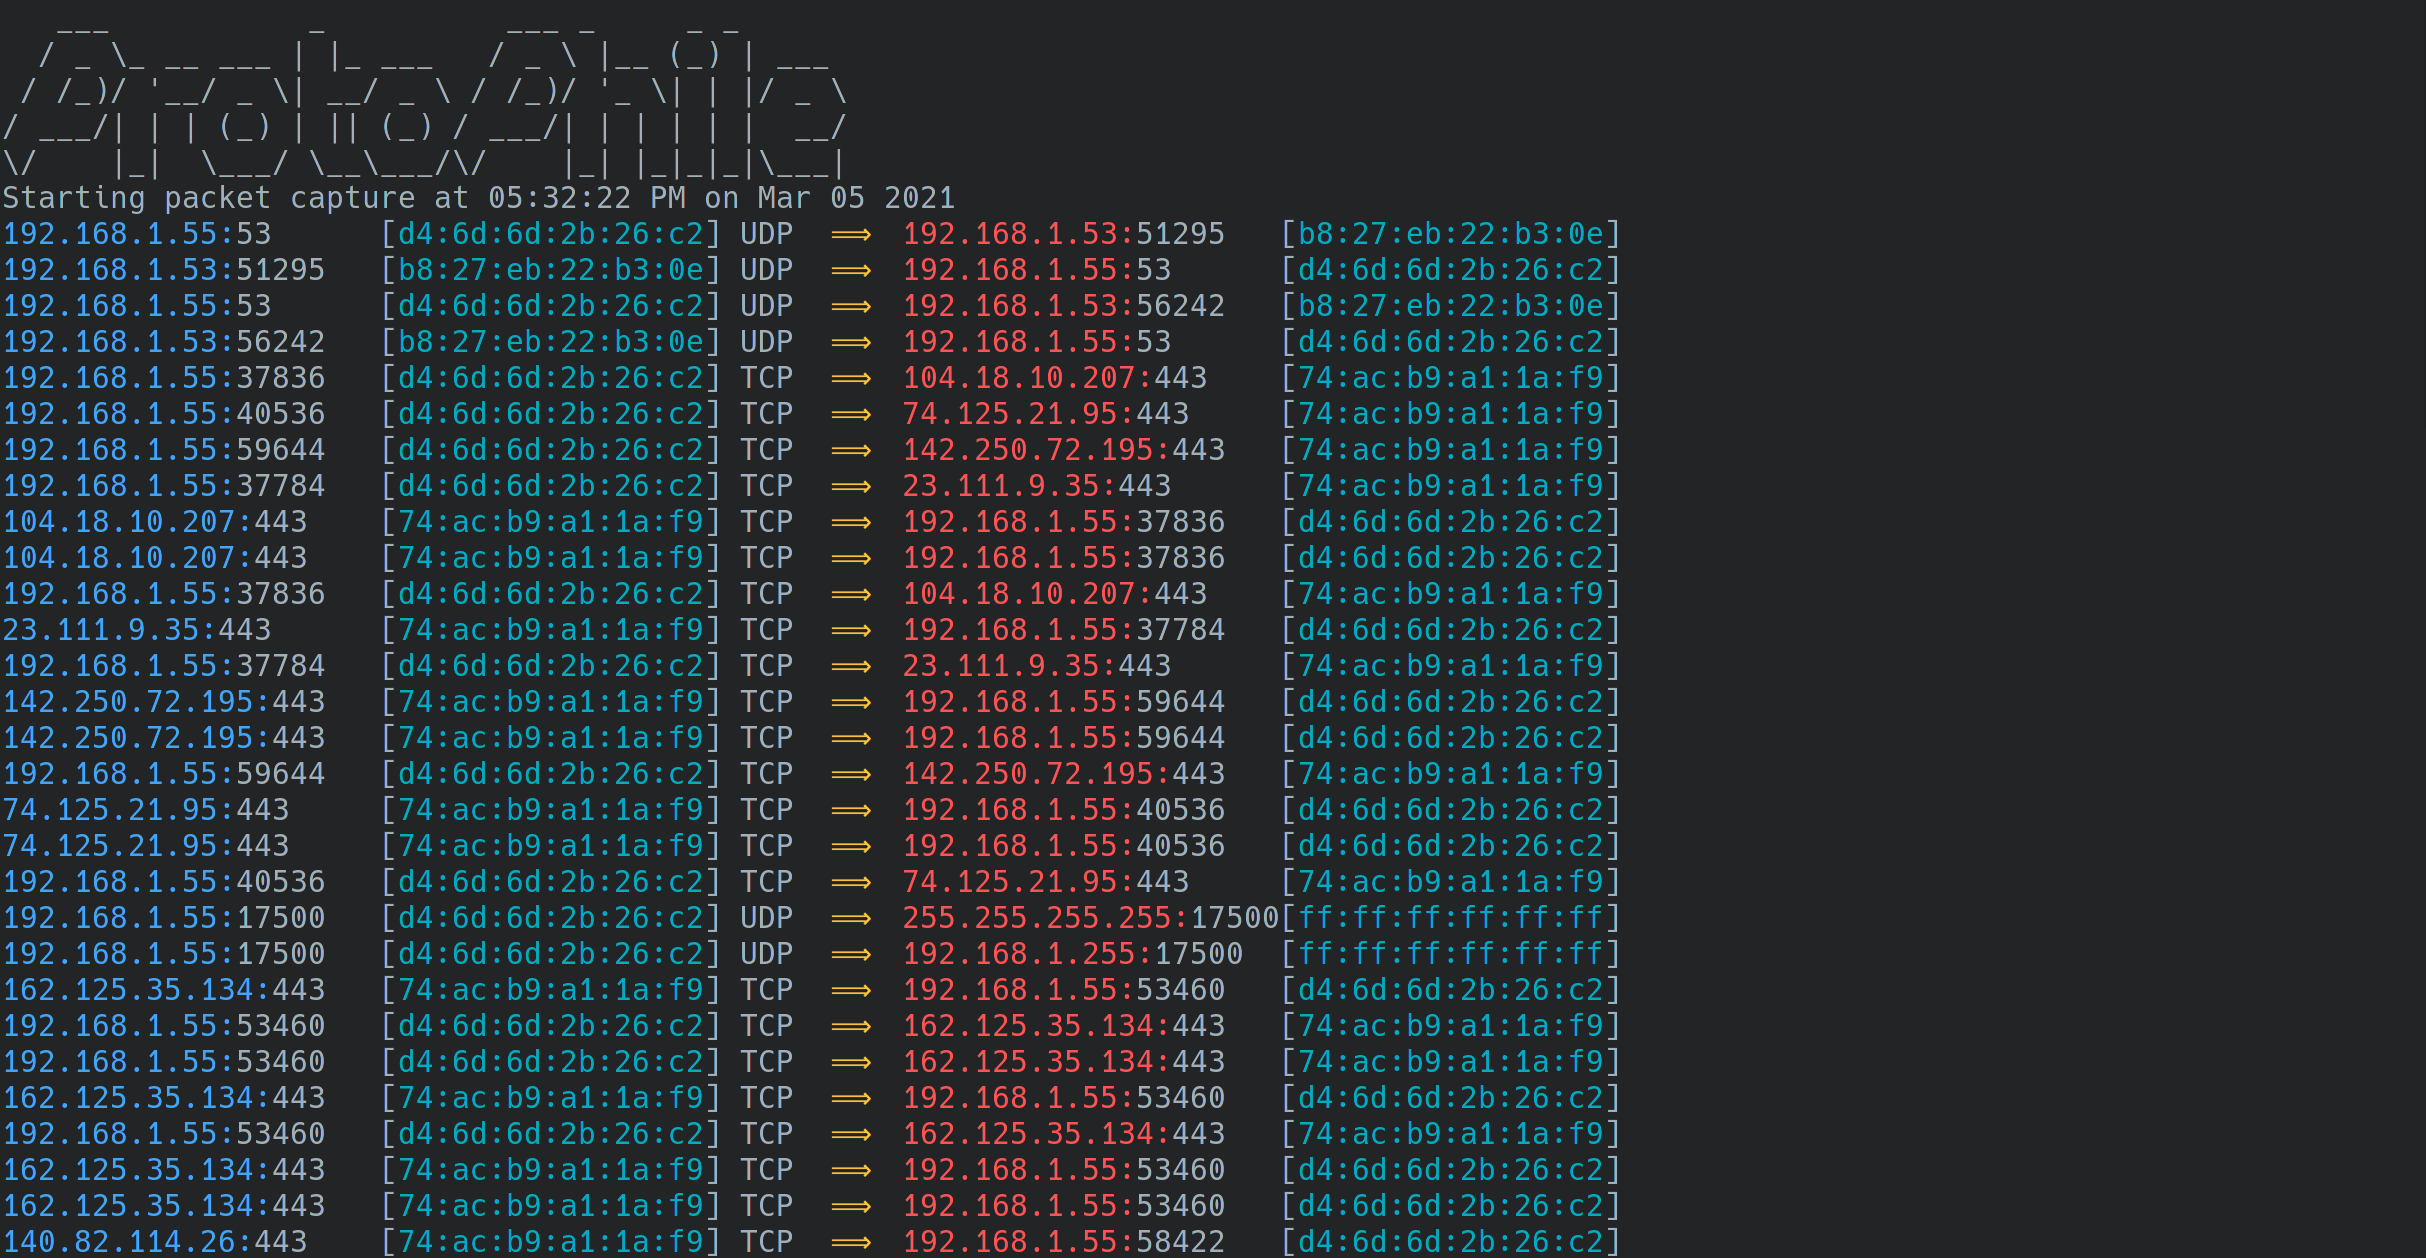 ProtoPhile
Starting packet capture at 05:32:22 PM on Mar 05 2021
192.168.1.55:53 [d4:6d:6d:2b:26:c2] UDP ⟹ 192.168.1.53:51295 [b8:27:eb:22:b3:0e]
192.168.1.53:51295 [b8:27:eb:22:b3:0e] UDP ⟹ 192.168.1.55:53 [d4:6d:6d:2b:26:c2]
192.168.1.55:53 [d4:6d:6d:2b:26:c2] UDP ⟹ 192.168.1.53:56242 [b8:27:eb:22:b3:0e]
192.168.1.53:56242 [b8:27:eb:22:b3:0e] UDP ⟹ 192.168.1.55:53 [d4:6d:6d:2b:26:c2]
192.168.1.55:37836 [d4:6d:6d:2b:26:c2] TCP ⟹ 104.18.10.207:443 [74:ac:b9:a1:1a:f9]
192.168.1.55:40536 [d4:6d:6d:2b:26:c2] TCP ⟹ 74.125.21.95:443 [74:ac:b9:a1:1a:f9]
192.168.1.55:59644 [d4:6d:6d:2b:26:c2] TCP ⟹ 142.250.72.195:443 [74:ac:b9:a1:1a:f9]
192.168.1.55:37784 [d4:6d:6d:2b:26:c2] TCP ⟹ 23.111.9.35:443 [74:ac:b9:a1:1a:f9]
104.18.10.207:443 [74:ac:b9:a1:1a:f9] TCP ⟹ 192.168.1.55:37836 [d4:6d:6d:2b:26:c2]
104.18.10.207:443 [74:ac:b9:a1:1a:f9] TCP ⟹ 192.168.1.55:37836 [d4:6d:6d:2b:26:c2]
192.168.1.55:37836 [d4:6d:6d:2b:26:c2] TCP ⟹ 104.18.10.207:443 [74:ac:b9:a1:1a:f9]
23.111.9.35:443 [74:ac:b9:a1:1a:f9] TCP ⟹ 192.168.1.55:37784 [d4:6d:6d:2b:26:c2]
192.168.1.55:37784 [d4:6d:6d:2b:26:c2] TCP ⟹ 23.111.9.35:443 [74:ac:b9:a1:1a:f9]
142.250.72.195:443 [74:ac:b9:a1:1a:f9] TCP ⟹ 192.168.1.55:59644 [d4:6d:6d:2b:26:c2]
142.250.72.195:443 [74:ac:b9:a1:1a:f9] TCP ⟹ 192.168.1.55:59644 [d4:6d:6d:2b:26:c2]
192.168.1.55:59644 [d4:6d:6d:2b:26:c2] TCP ⟹ 142.250.72.195:443 [74:ac:b9:a1:1a:f9]
74.125.21.95:443 [74:ac:b9:a1:1a:f9] TCP ⟹ 192.168.1.55:40536 [d4:6d:6d:2b:26:c2]
74.125.21.95:443 [74:ac:b9:a1:1a:f9] TCP ⟹ 192.168.1.55:40536 [d4:6d:6d:2b:26:c2]
192.168.1.55:40536 [d4:6d:6d:2b:26:c2] TCP ⟹ 74.125.21.95:443 [74:ac:b9:a1:1a:f9]
192.168.1.55:17500 [d4:6d:6d:2b:26:c2] UDP ⟹ 255.255.255.255:17500[ff:ff:ff:ff:ff:ff]
192.168.1.55:17500 [d4:6d:6d:2b:26:c2] UDP ⟹ 192.168.1.255:17500 [ff:ff:ff:ff:ff:ff]
162.125.35.134:443 [74:ac:b9:a1:1a:f9] TCP ⟹ 192.168.1.55:53460 [d4:6d:6d:2b:26:c2]
192.168.1.55:53460 [d4:6d:6d:2b:26:c2] TCP ⟹ 162.125.35.134:443 [74:ac:b9:a1:1a:f9]
192.168.1.55:53460 [d4:6d:6d:2b:26:c2] TCP ⟹ 162.125.35.134:443 [74:ac:b9:a1:1a:f9]
162.125.35.134:443 [74:ac:b9:a1:1a:f9] TCP ⟹ 192.168.1.55:53460 [d4:6d:6d:2b:26:c2]
192.168.1.55:53460 [d4:6d:6d:2b:26:c2] TCP ⟹ 162.125.35.134:443 [74:ac:b9:a1:1a:f9]
162.125.35.134:443 [74:ac:b9:a1:1a:f9] TCP ⟹ 192.168.1.55:53460 [d4:6d:6d:2b:26:c2]
162.125.35.134:443 [74:ac:b9:a1:1a:f9] TCP ⟹ 192.168.1.55:53460 [d4:6d:6d:2b:26:c2]
140.82.114.26:443 [74:ac:b9:a1:1a:f9] TCP ⟹ 192.168.1.55:58422 [d4:6d:6d:2b:26:c2]